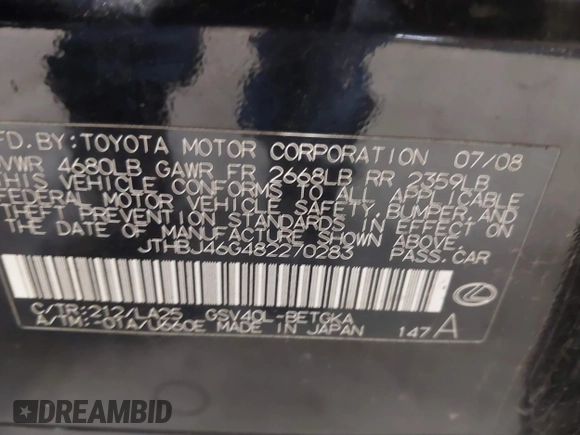 FD.BY:TOYOTA MOTOR CORPORATION 07/08
VWR 4680LB GAWR FR 2668LB RR 2359LB
THIS VEHICLE CONFORMS TO ALL APPLICABLE
FEDERAL MOTOR VEHICLE SAFETY, BUMPER, AND
THEFT PREVENTION STANDARDS IN EFFECT ON
THE DATE OF MANUFACTURE SHOWN ABOVE.
JTHBJ46G482270283 PASS.CAR
C/TR:212/LA25 GSV40L-BETGKA
A/TM:-01A/U660E MADE IN JAPAN 147A
DREAMBID